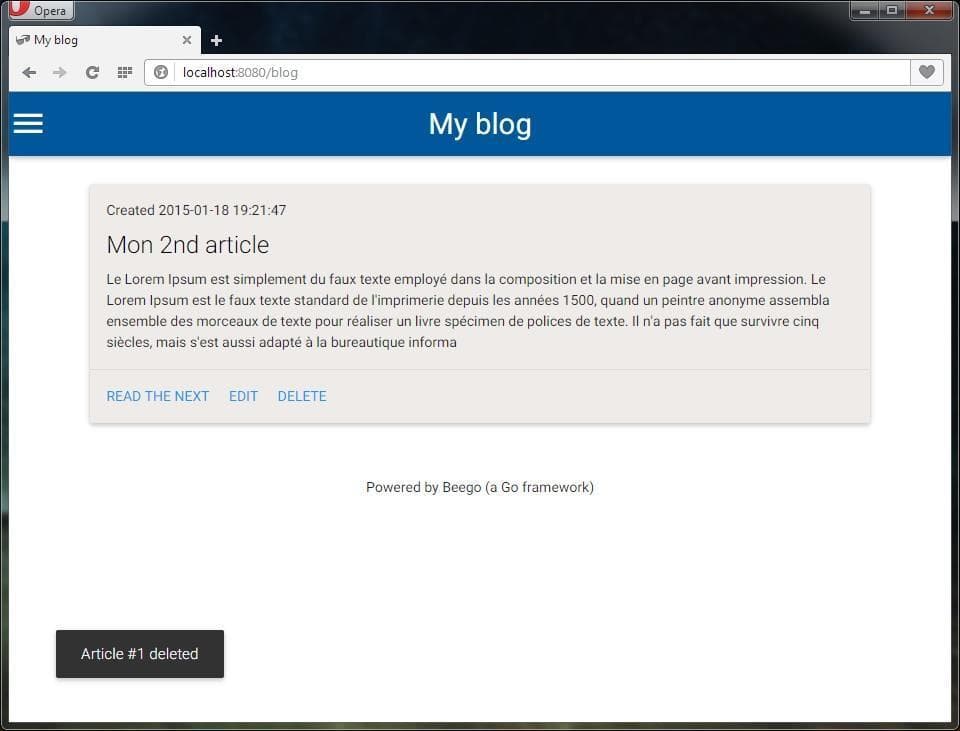 Opera
My blog
localhost:8080/blog
My blog
Created 2015-01-18 19:21:47
Mon 2nd article
Le Lorem Ipsum est simplement du faux texte employé dans la composition et la mise en page avant impression. Le
Lorem Ipsum est le faux texte standard de l'imprimerie depuis les années 1500, quand un peintre anonyme assembla
ensemble des morceaux de texte pour réaliser un livre spécimen de polices de texte. Il n'a pas fait que survivre cinq
siècles, mais s'est aussi adapté à la bureautique informa
READ THE NEXT EDIT DELETE
Powered by Beego (a Go framework)
Article #1 deleted